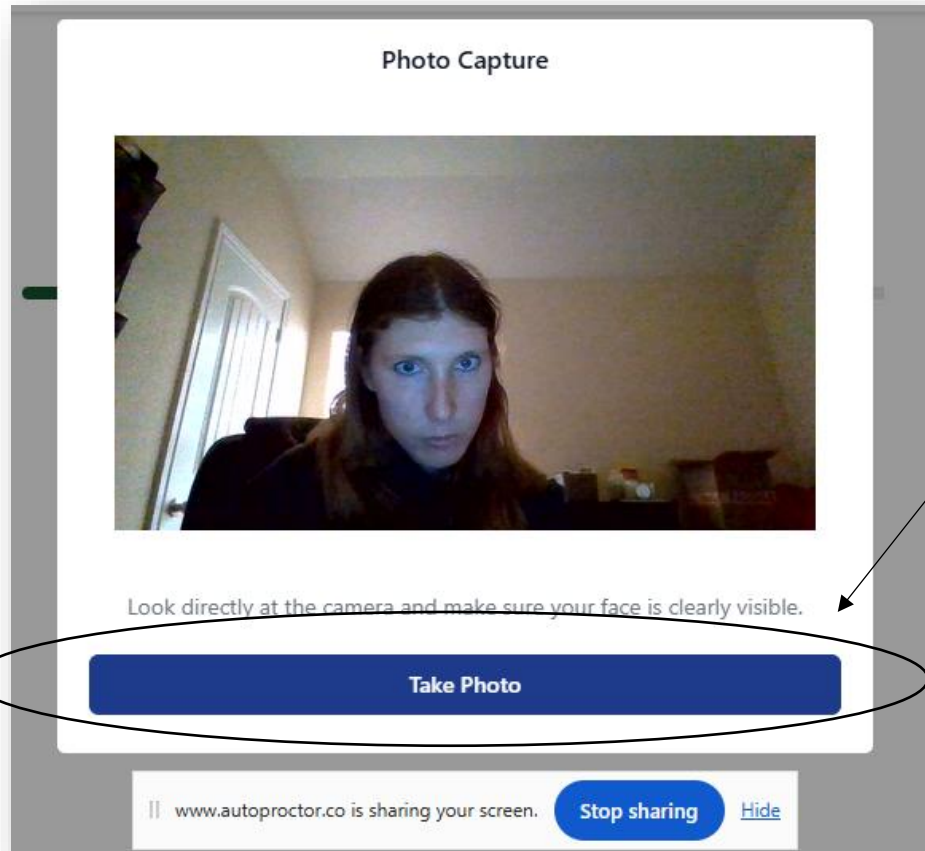 Photo Capture
Look directly at the camera and make sure your face is clearly visible.
Take Photo
www.autoproctor.co is sharing your screen.
Stop sharing
Hide